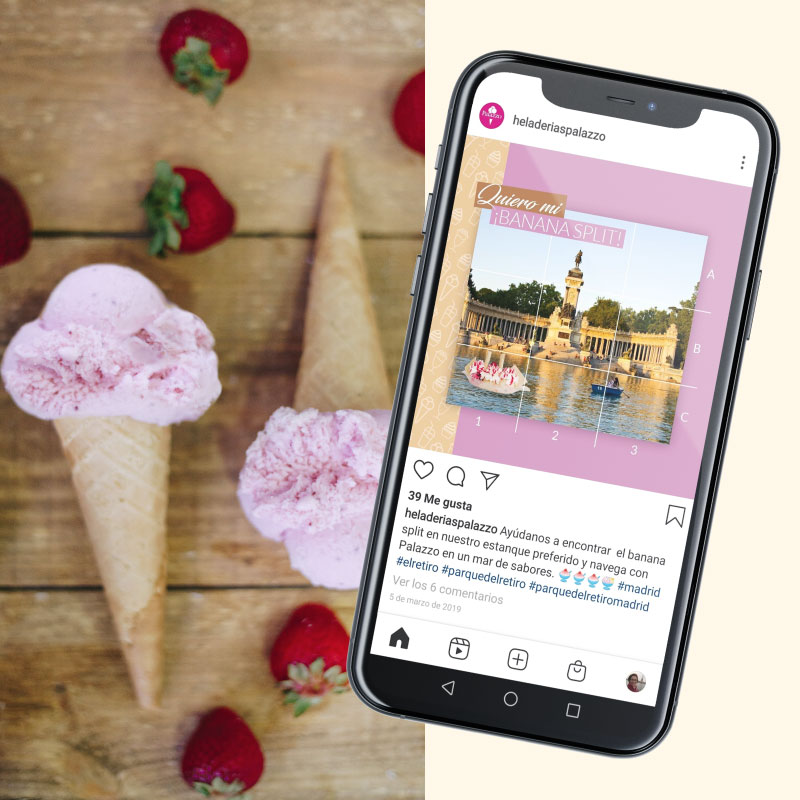 heladeriaspalazzo
Quiero mi
¡BANANA SPLIT!
A
B
C
1
2
3
39 Me gusta
heladeriaspalazzo Ayúdanos a encontrar el banana
split en nuestro estanque preferido y navega con
Palazzo en un mar de sabores. 🍧🍧🍧🍧 #madrid
#elretiro #parquedelretiro #parquedelretiromadrid
Ver los 6 comentarios
5 de marzo de 2019